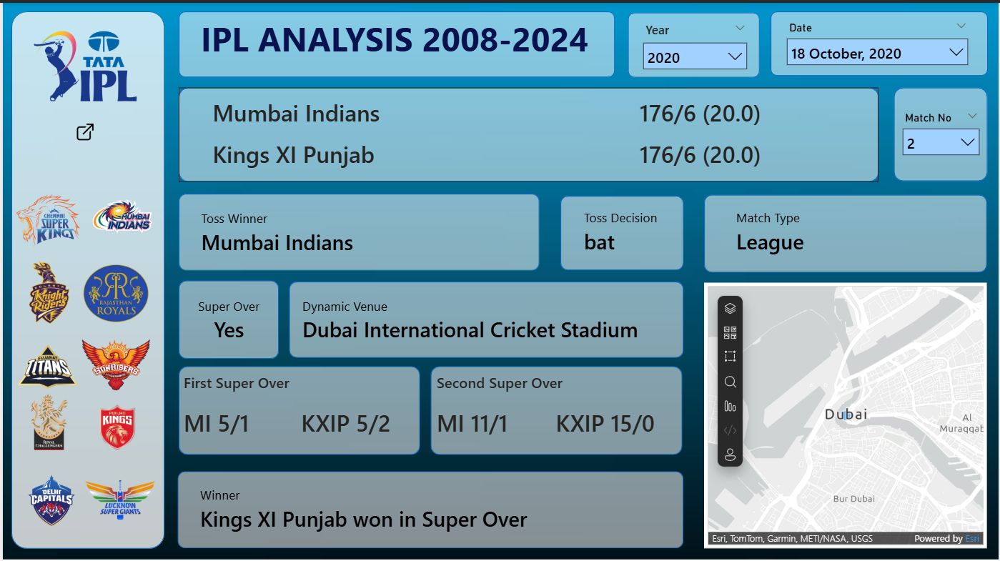 TATA
IPL
IPL ANALYSIS 2008-2024
Year
2020
Date
18 October, 2020
Mumbai Indians 176/6 (20.0)
Kings XI Punjab 176/6 (20.0)
Match No
2
Toss Winner
Mumbai Indians
Toss Decision
bat
Match Type
League
Super Over
Yes
Dynamic Venue
Dubai International Cricket Stadium
First Super Over
MI 5/1 KXIP 5/2
Second Super Over
MI 11/1 KXIP 15/0
Winner
Kings XI Punjab won in Super Over
CHENNAI
SUPER
KINGS
MUMBAI
INDIANS
KOLKATA
Knight
Riders
RR
RAJASTHAN
ROYALS
GUJARAT
TITANS
SUNRISERS
ROYAL
CHALLENGERS
PUNJAB
KINGS
DELHI
CAPITALS
LUCKNOW
SUPER GIANTS
Dubai
Al
Muraqqab
Bur Dubai
Esri, TomTom, Garmin, METI/NASA, USGS
Powered by Esri